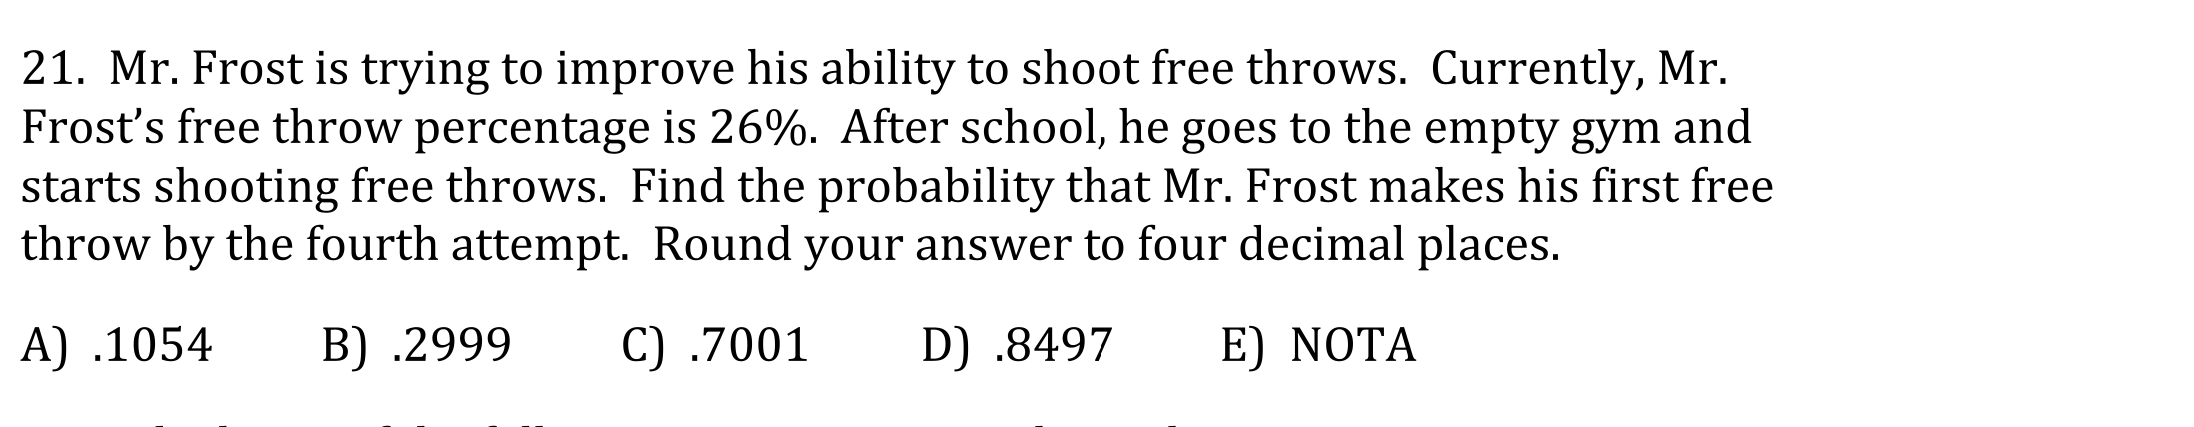 21.  Mr. Frost is trying to improve his ability to shoot free throws.  Currently, Mr.
Frost’s free throw percentage is 26%.  After school, he goes to the empty gym and
starts shooting free throws.  Find the probability that Mr. Frost makes his first free
throw by the fourth attempt.  Round your answer to four decimal places.
A)  .1054 B)  .2999 C)  .7001 D)  .8497 E)  NOTA